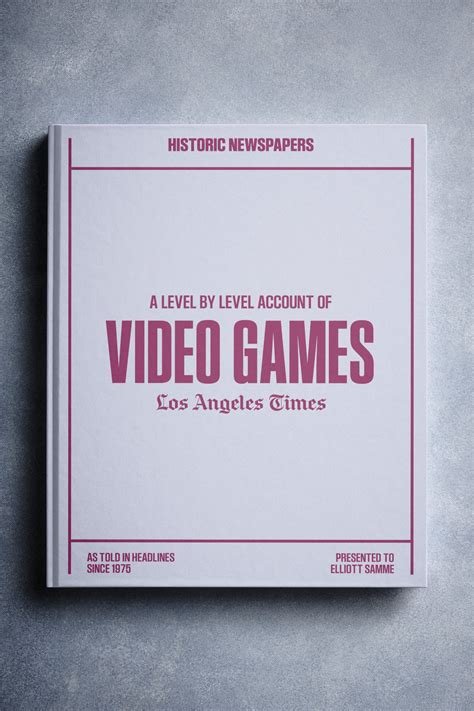 HISTORIC NEWSPAPERS
A LEVEL BY LEVEL ACCOUNT OF
VIDEO GAMES
Los Angeles Times
AS TOLD IN HEADLINES
SINCE 1975
PRESENTED TO
ELLIOTT SAMME